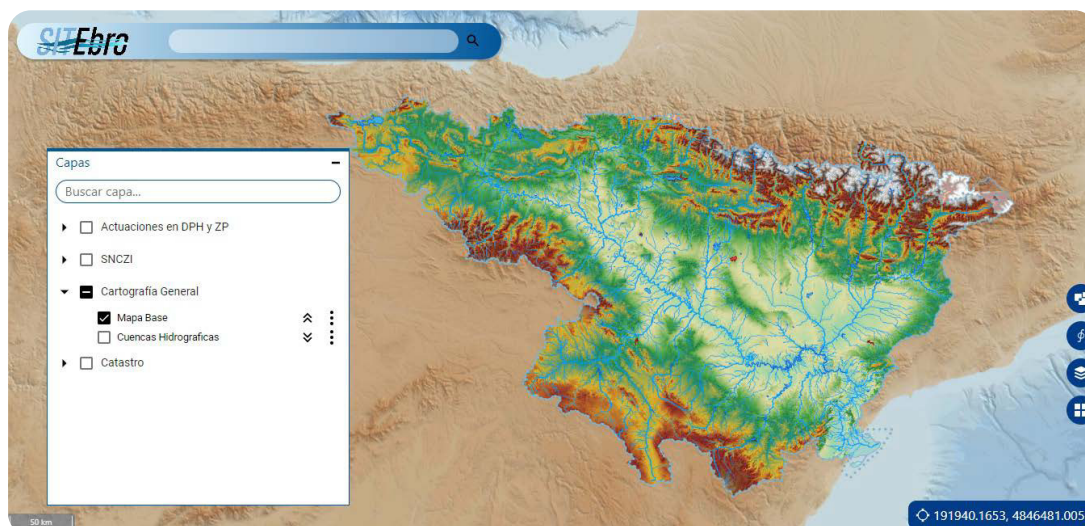 SITEbro
Capas
Buscar capa...
Actuaciones en DPH y ZP
SNCZI
Cartografía General
Mapa Base
Cuencas Hidrograficas
Catastro
50 km
191940.1653, 4846481.005